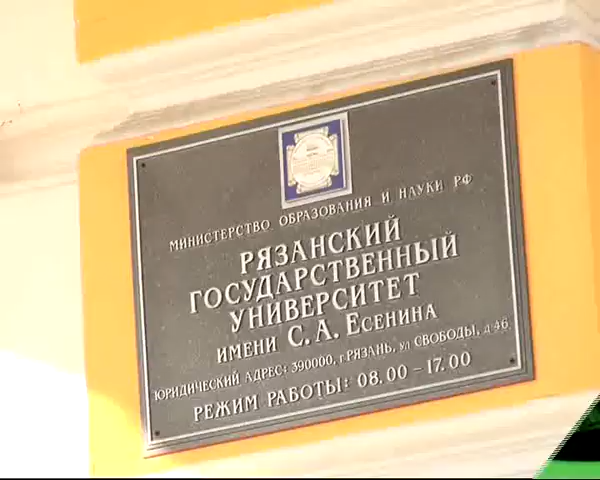 МИНИСТЕРСТВО ОБРАЗОВАНИЯ И НАУКИ РФ
РЯЗАНСКИЙ
ГОСУДАРСТВЕННЫЙ
УНИВЕРСИТЕТ
ИМЕНИ С. А. ЕСЕНИНА
ЮРИДИЧЕСКИЙ АДРЕС: 390000, г. РЯЗАНЬ, ул СВОБОДЫ, д 46
РЕЖИМ РАБОТЫ: 08.00 – 17.00